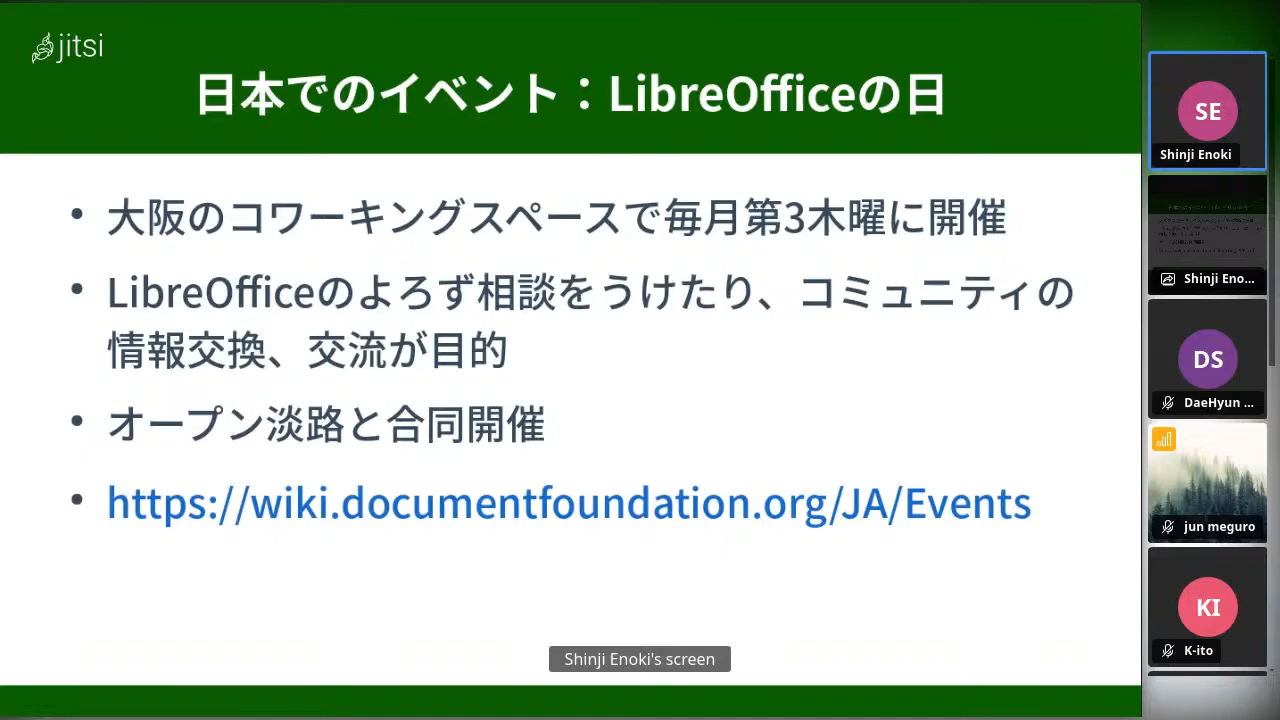 jitsi
日本でのイベント：LibreOfficeの日
• 大阪のコワーキングスペースで毎月第3木曜に開催
• LibreOfficeのよろず相談をうけたり、コミュニティの
情報交換、交流が目的
• オープン淡路と合同開催
• https://wiki.documentfoundation.org/JA/Events
Shinji Enoki's screen
SE
Shinji Enoki
Shinji Eno...
DS
DaeHyun ...
jun meguro
KI
K-ito